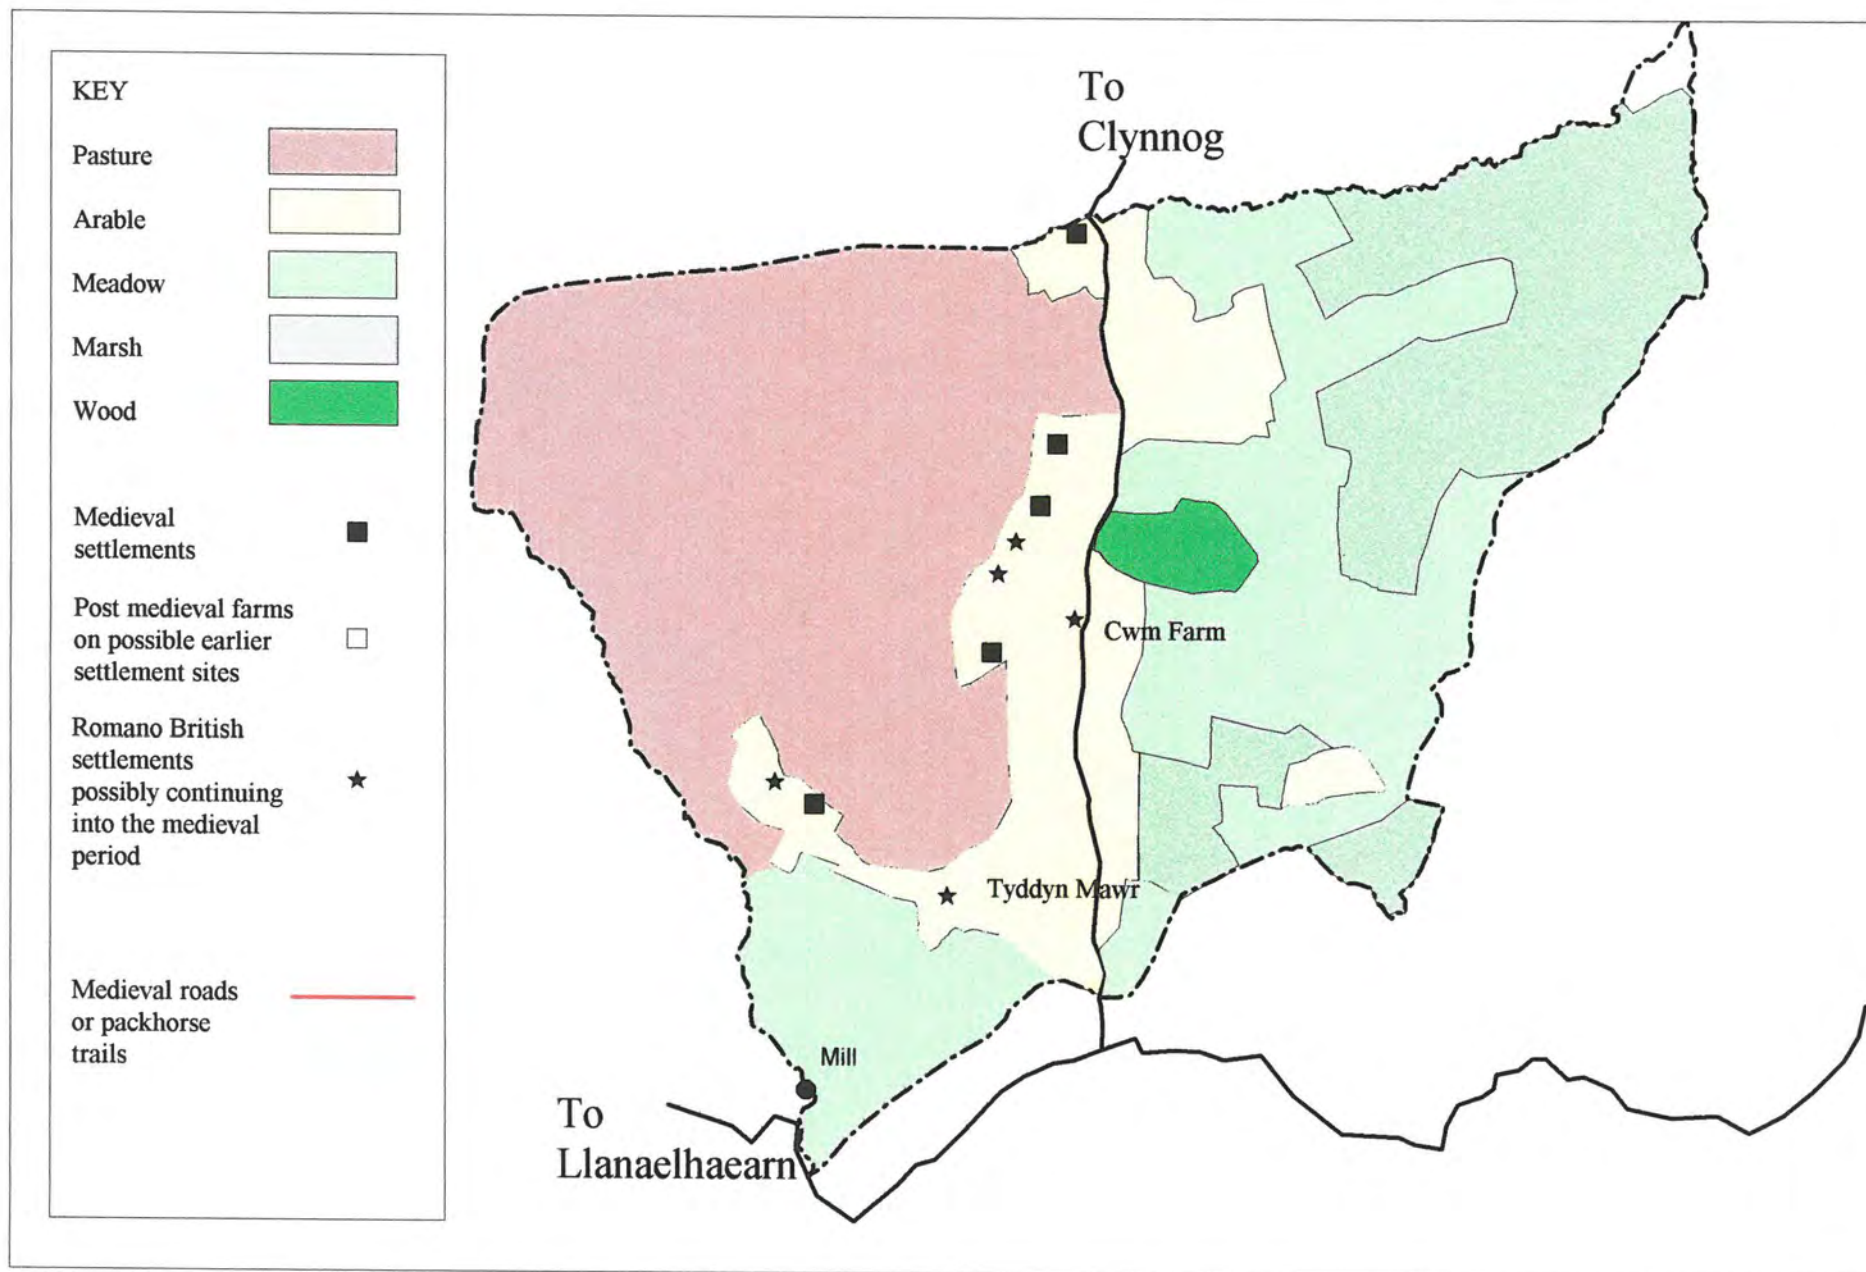 KEY
Pasture
Arable
Meadow
Marsh
Wood
Medieval
settlements
Post medieval farms
on possible earlier
settlement sites
Romano British
settlements
possibly continuing
into the medieval
period
Medieval roads
or packhorse
trails
To
Clynnog
Cwm Farm
Tyddyn Mawr
Mill
To
Llanaelhaearn